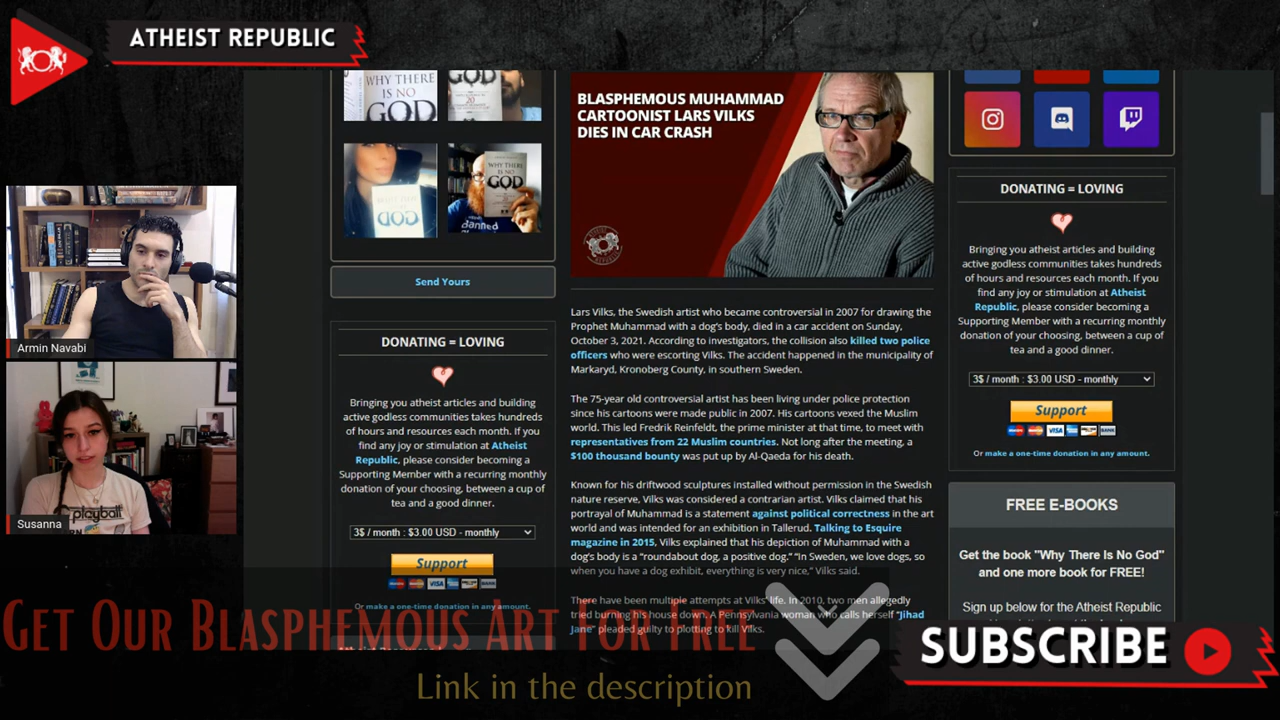 ATHEIST REPUBLIC
WHY THERE
IS NO
GOD
GOD
WHY THERE
IS NO
GOD
banned
Send Yours
DONATING = LOVING
Bringing you atheist articles and building
active godless communities takes hundreds
of hours and resources each month. If you
find any joy or stimulation at Atheist
Republic, please consider becoming a
Supporting Member with a recurring monthly
donation of your choosing, between a cup of
tea and a good dinner.
3$ / month : $3.00 USD - monthly
Support
VISA
BANK
Or make a one-time donation in any amount.
BLASPHEMOUS MUHAMMAD
CARTOONIST LARS VILKS
DIES IN CAR CRASH
Lars Vilks, the Swedish artist who became controversial in 2007 for drawing the
Prophet Muhammad with a dog's body, died in a car accident on Sunday,
October 3, 2021. According to investigators, the collision also killed two police
officers who were escorting Vilks. The accident happened in the municipality of
Markaryd, Kronoberg County, in southern Sweden.
The 75-year old controversial artist has been living under police protection
since his cartoons were made public in 2007. His cartoons vexed the Muslim
world. This led Fredrik Reinfeldt, the prime minister at that time, to meet with
representatives from 22 Muslim countries. Not long after the meeting, a
$100 thousand bounty was put up by Al-Qaeda for his death.
Known for his driftwood sculptures installed without permission in the Swedish
nature reserve, Vilks was considered a contrarian artist. Vilks claimed that his
portrayal of Muhammad is a statement against political correctness in the art
world and was intended for an exhibition in Tallerud. Talking to Esquire
magazine in 2015, Vilks explained that his depiction of Muhammad with a
dog's body is a "roundabout dog, a positive dog." "In Sweden, we love dogs, so
when you have a dog exhibit, everything is very nice," Vilks said.
There have been multiple attempts at Vilks' life. In 2010, two men allegedly
tried burning his house down. A Pennsylvania woman who calls herself "Jihad
Jane" pleaded guilty to plotting to kill Vilks.
DONATING = LOVING
Bringing you atheist articles and building
active godless communities takes hundreds
of hours and resources each month. If you
find any joy or stimulation at Atheist
Republic, please consider becoming a
Supporting Member with a recurring monthly
donation of your choosing, between a cup of
tea and a good dinner.
3$ / month : $3.00 USD - monthly
Support
VISA
BANK
Or make a one-time donation in any amount.
FREE E-BOOKS
Get the book "Why There Is No God"
and one more book for FREE!
Sign up below for the Atheist Republic
Armin Navabi
playball
Susanna
Get Our Blasphemous Art For Free
Link in the description
SUBSCRIBE